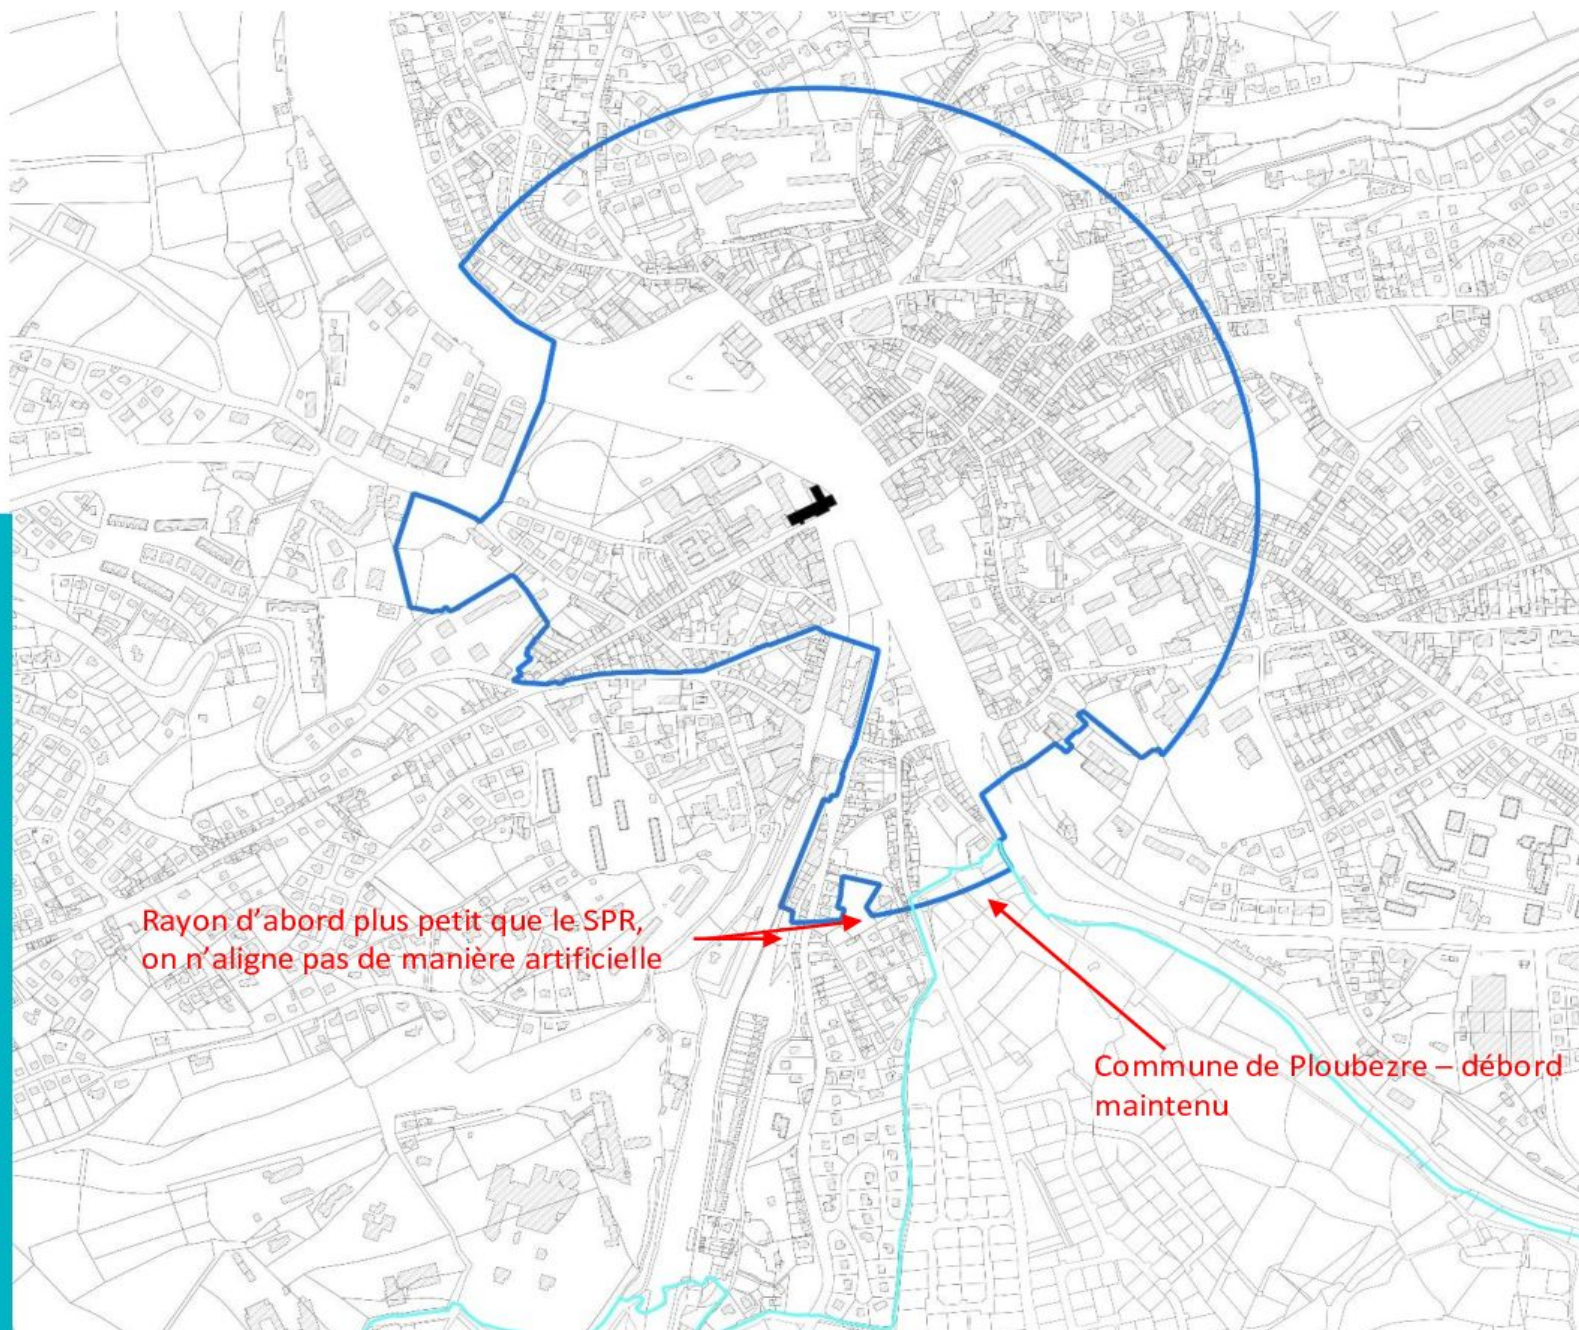 Rayon d’abord plus petit que le SPR,
on n’aligne pas de manière artificielle
Commune de Ploubezre – débord
maintenu